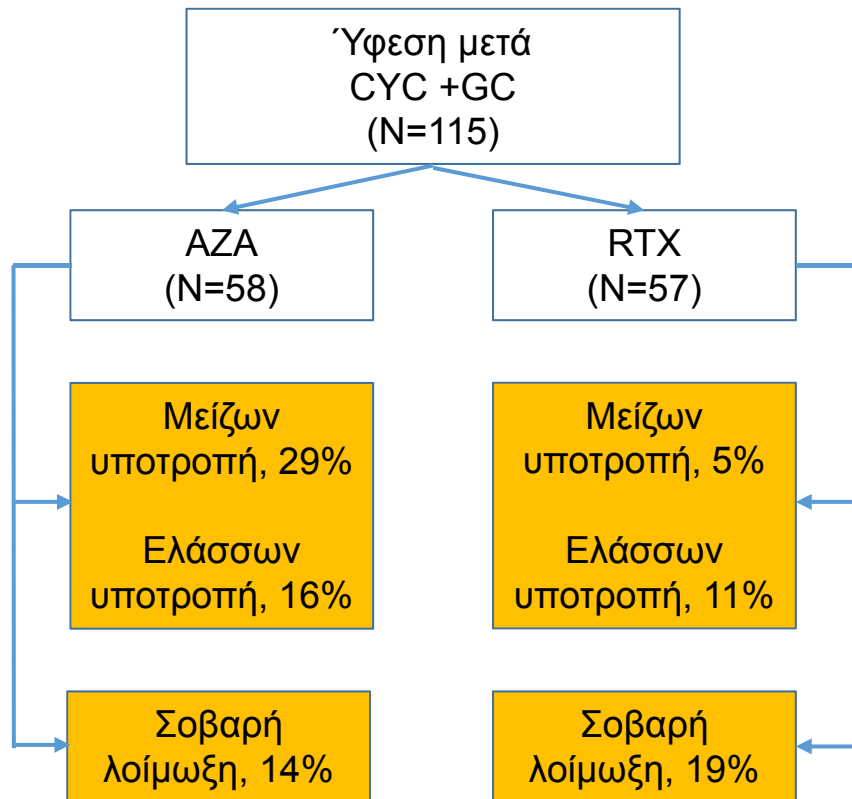 Ύφεση μετά
CYC +GC
(N=115)
AZA
(N=58)
RTX
(N=57)
Μείζων
υποτροπή, 29%
Ελάσσων
υποτροπή, 16%
Μείζων
υποτροπή, 5%
Ελάσσων
υποτροπή, 11%
Σοβαρή
λοίμωξη, 14%
Σοβαρή
λοίμωξη, 19%